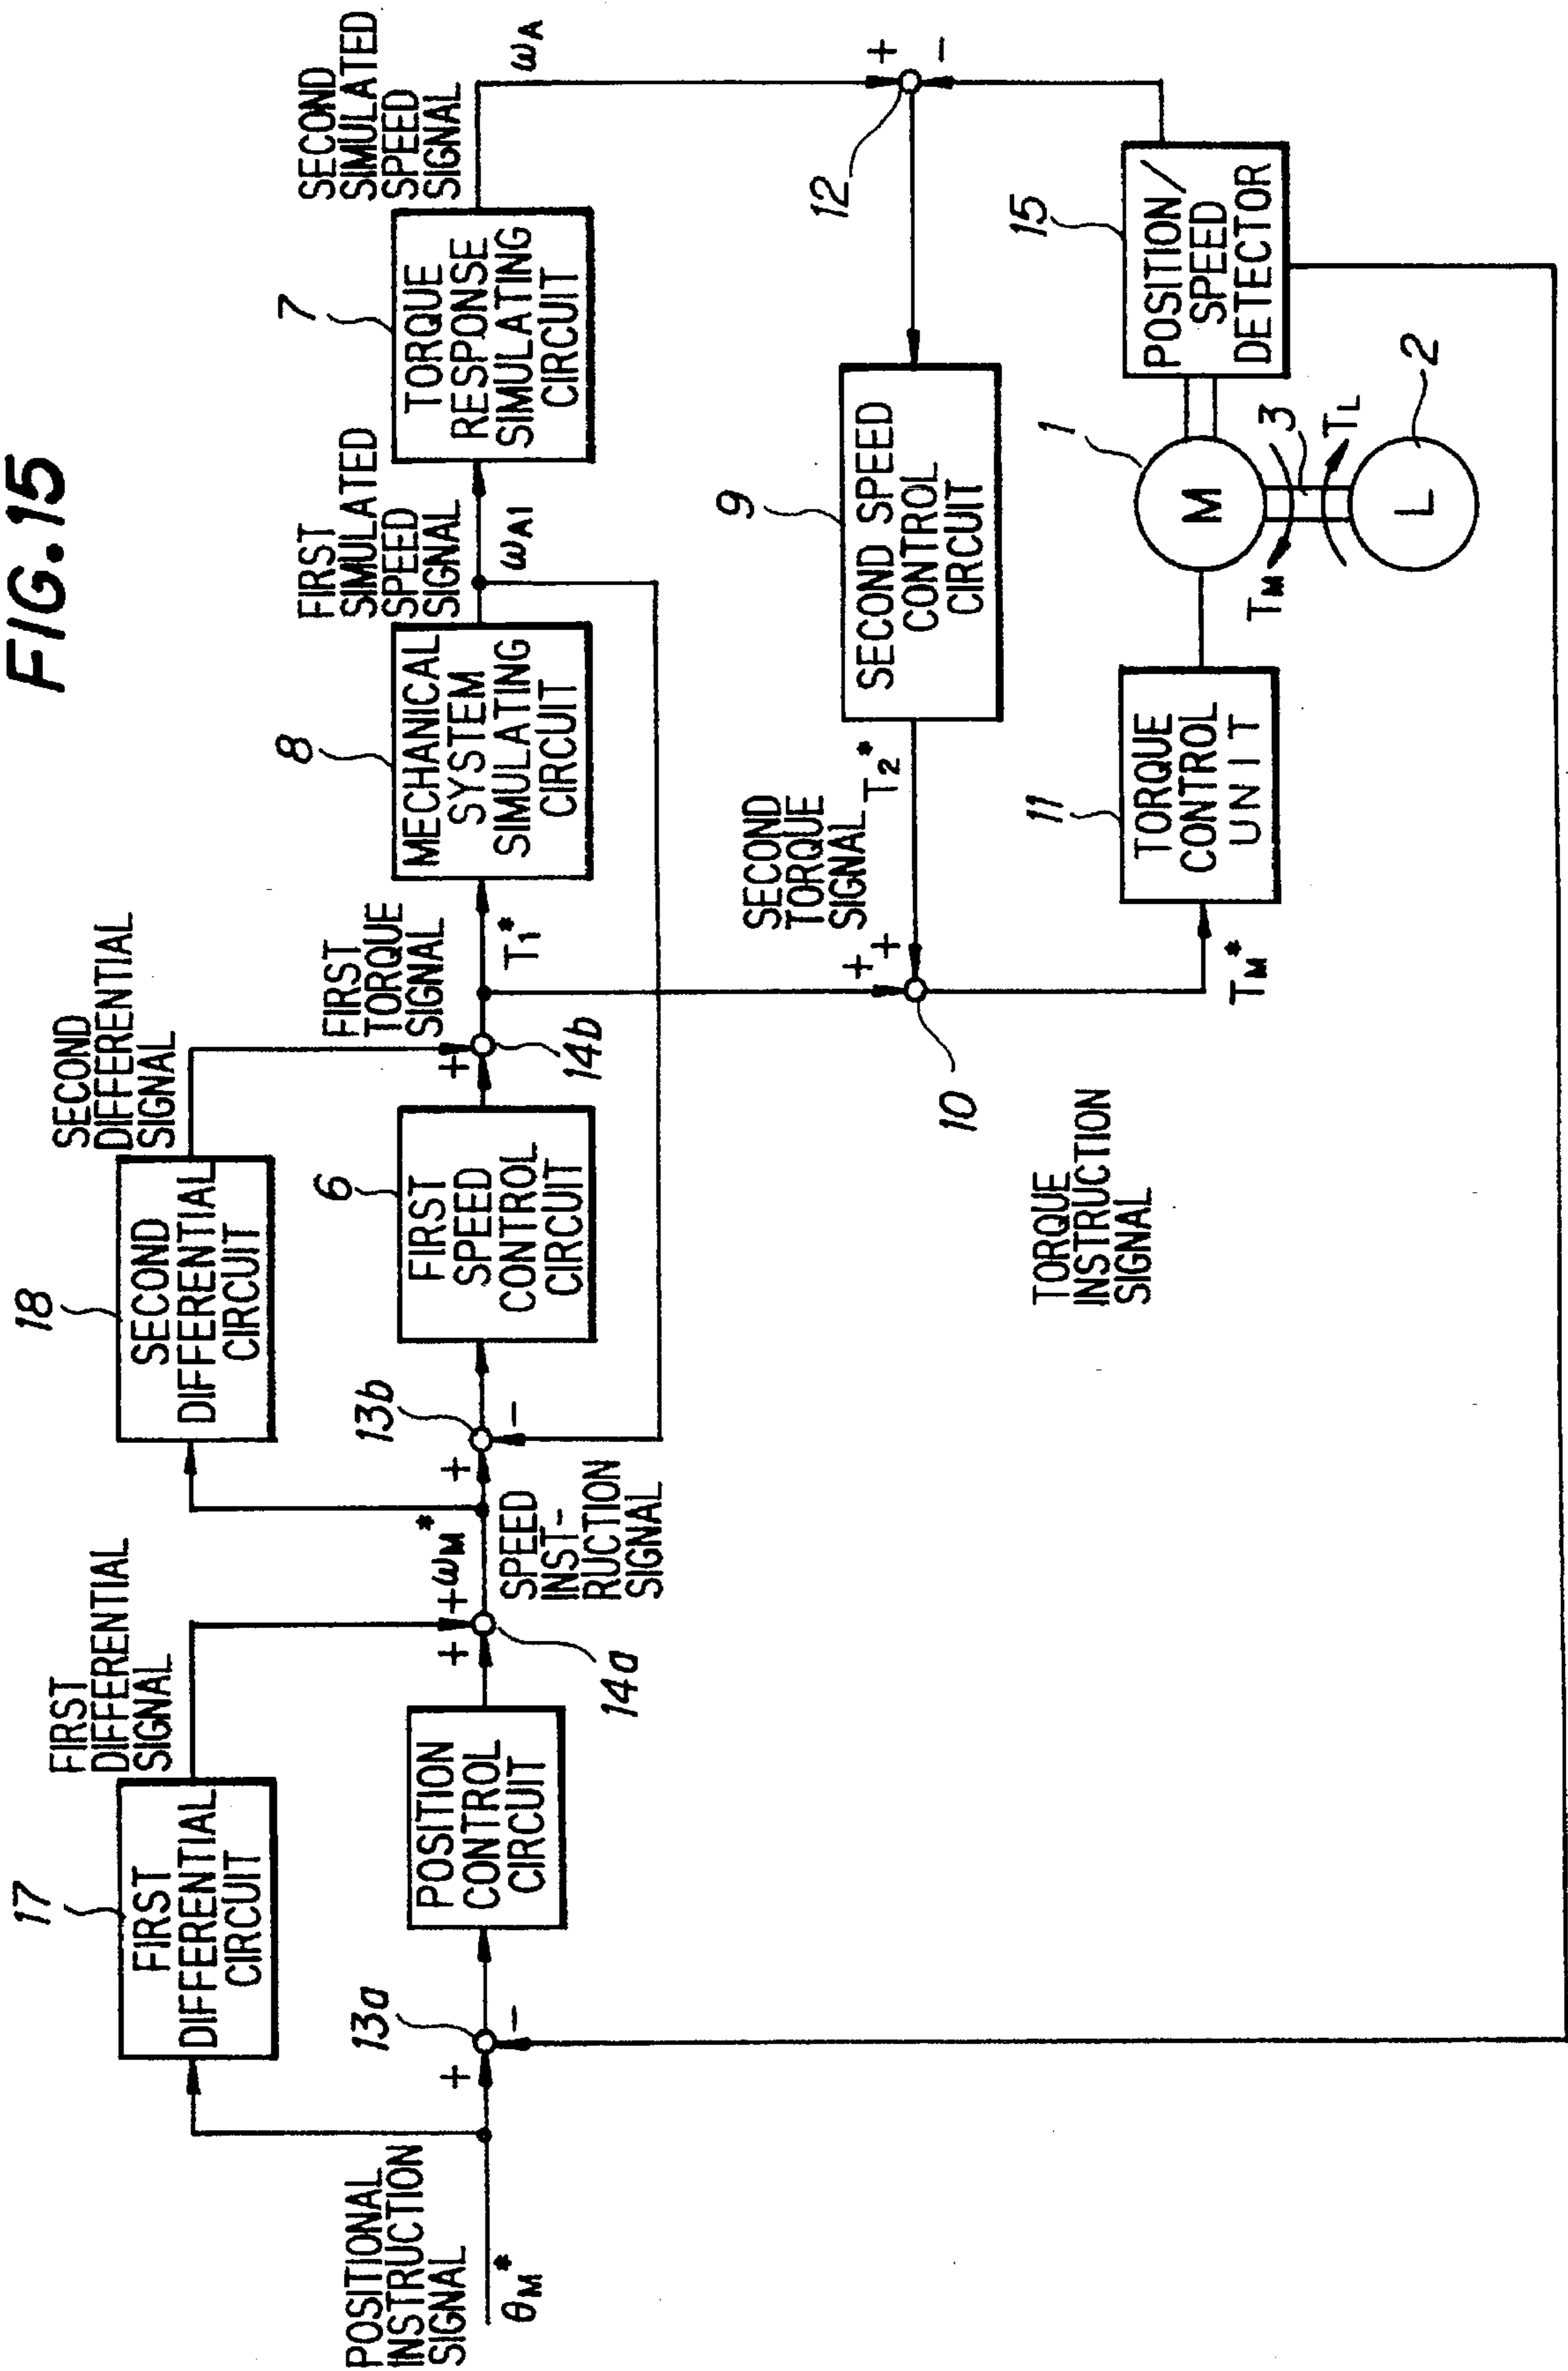 FIG.15
17
FIRST
DIFFERENTIAL
CIRCUIT
FIRST
DIFFERENTIAL
SIGNAL
18
SECOND
DIFFERENTIAL
CIRCUIT
SECOND
DIFFERENTIAL
SIGNAL
POSITIONAL
INSTRUCTION
SIGNAL
θM*
+
13a
−
POSITION
CONTROL
CIRCUIT
+
+
14a
ωM*
SPEED
INST-
RUCTION
SIGNAL
+
13b
−
6
FIRST
SPEED
CONTROL
CIRCUIT
+
14b
FIRST
TORQUE
SIGNAL
T1*
8
MECHANICAL
SYSTEM
SIMULATING
CIRCUIT
FIRST
SIMULATED
SPEED
SIGNAL
ωA1
7
TORQUE
RESPONSE
SIMULATING
CIRCUIT
SECOND
SIMULATED
SPEED
SIGNAL
ωA
+
−
12
9
SECOND SPEED
CONTROL
CIRCUIT
SECOND
TORQUE
SIGNAL
T2*
+
+
10
TORQUE
INSTRUCTION
SIGNAL
TM*
11
TORQUE
CONTROL
UNIT
1
M
15
POSITION/
SPEED
DETECTOR
TM
3
TL
L
2